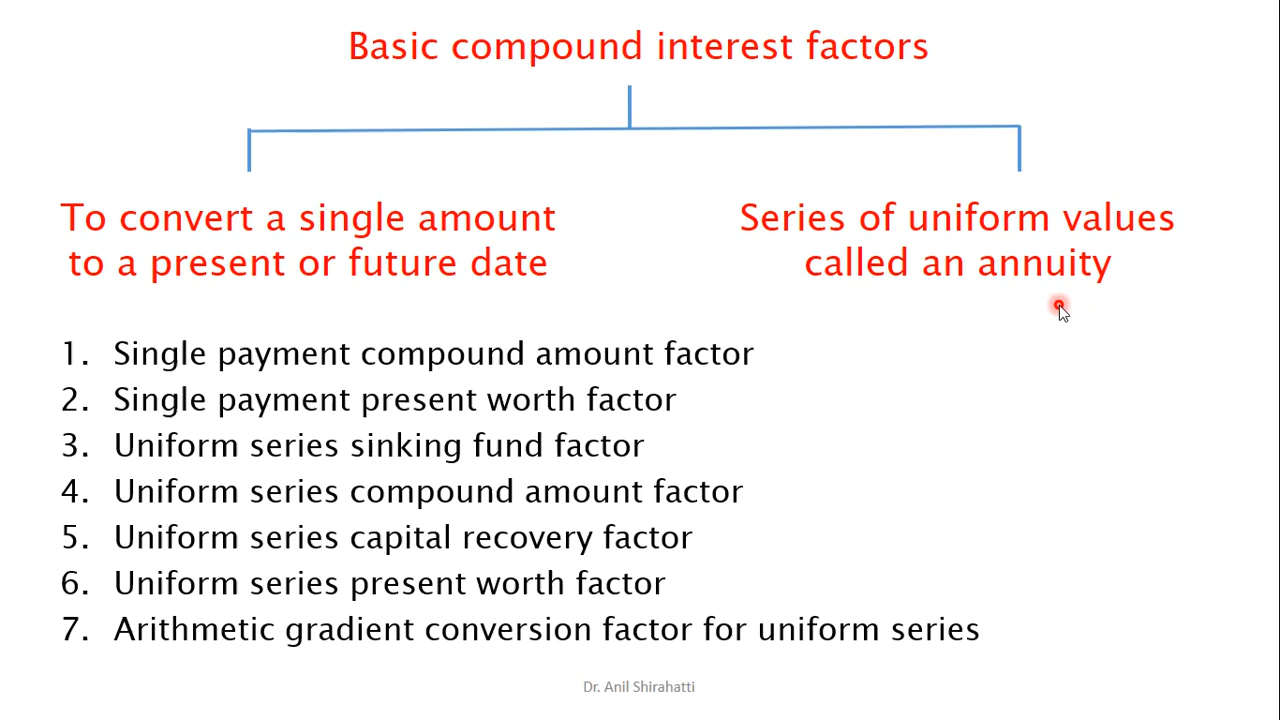 Basic compound interest factors
To convert a single amount
to a present or future date
Series of uniform values
called an annuity
1. Single payment compound amount factor
2. Single payment present worth factor
3. Uniform series sinking fund factor
4. Uniform series compound amount factor
5. Uniform series capital recovery factor
6. Uniform series present worth factor
7. Arithmetic gradient conversion factor for uniform series
Dr. Anil Shirahatti